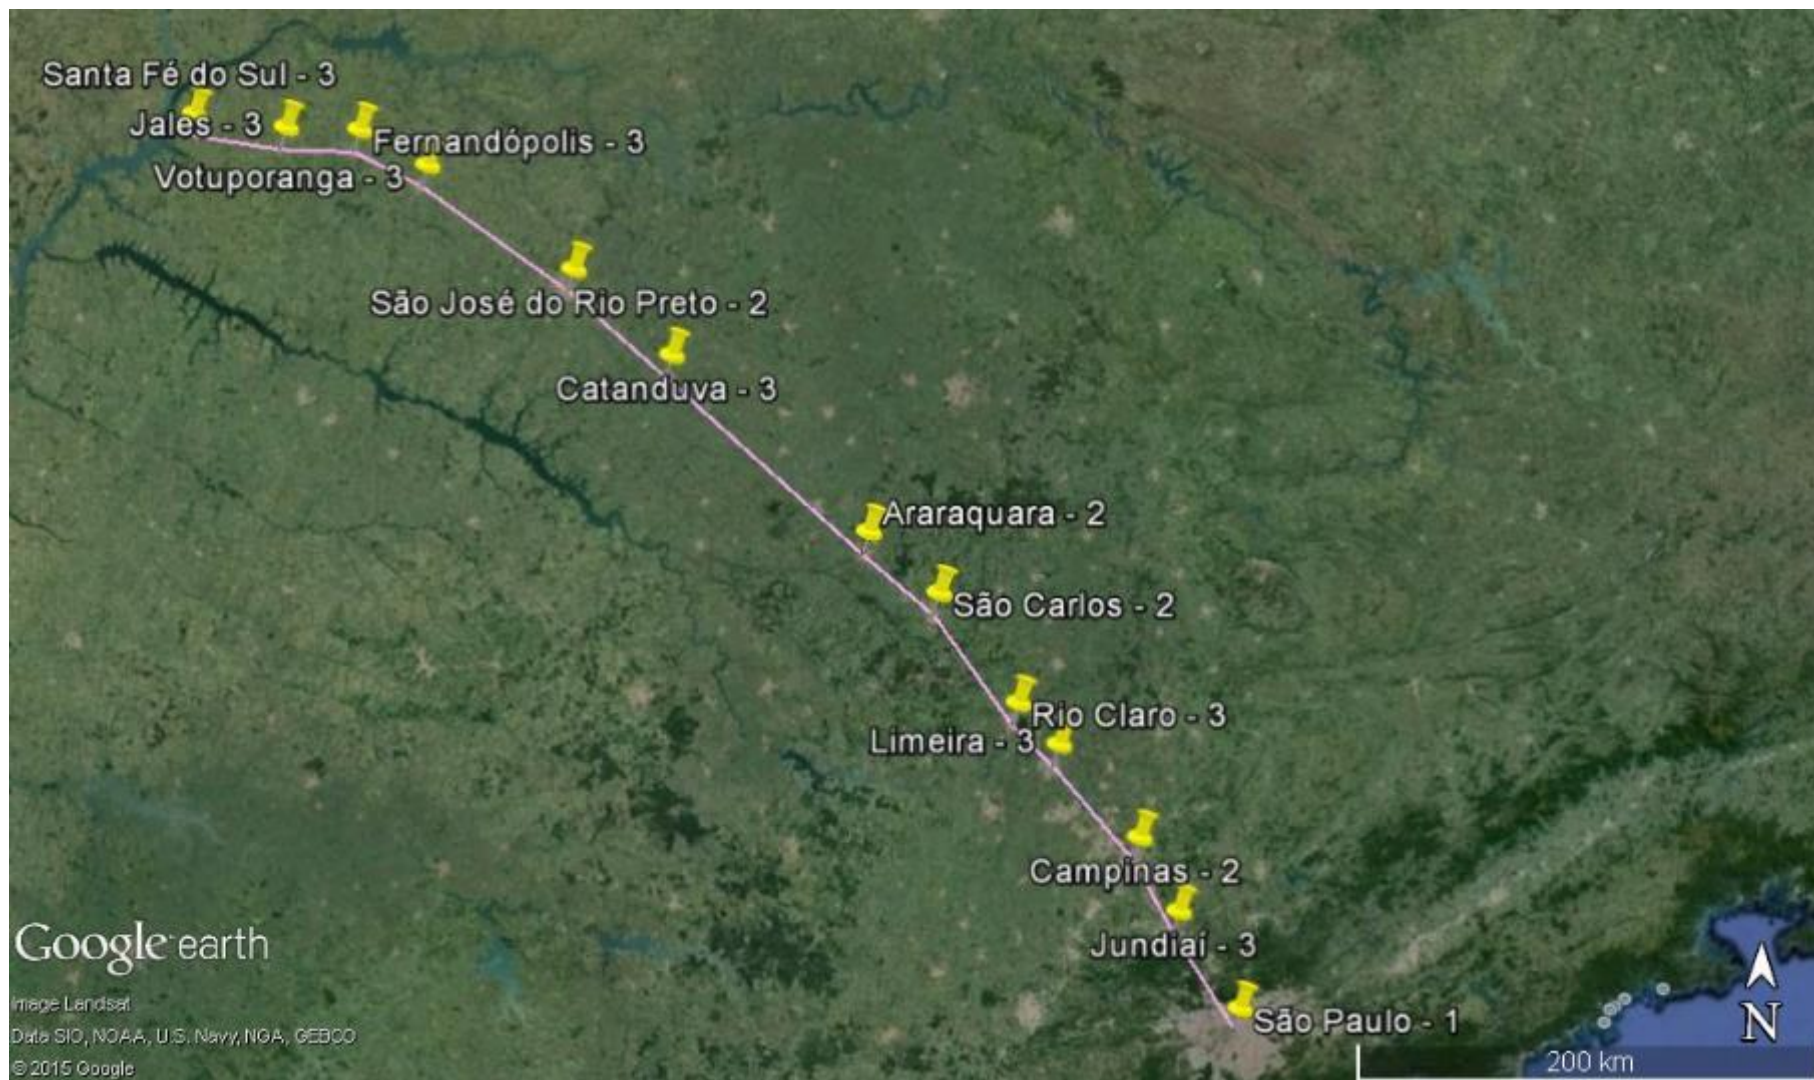 Santa Fé do Sul - 3
Jales - 3
Fernandópolis - 3
Votuporanga - 3
São José do Rio Preto - 2
Catanduva - 3
Araraquara - 2
São Carlos - 2
Rio Claro - 3
Limeira - 3
Campinas - 2
Jundiaí - 3
São Paulo - 1
Google earth
Image Landsat
Data SIO, NOAA, U.S. Navy, NGA, GEBCO
© 2015 Google
N
200 km